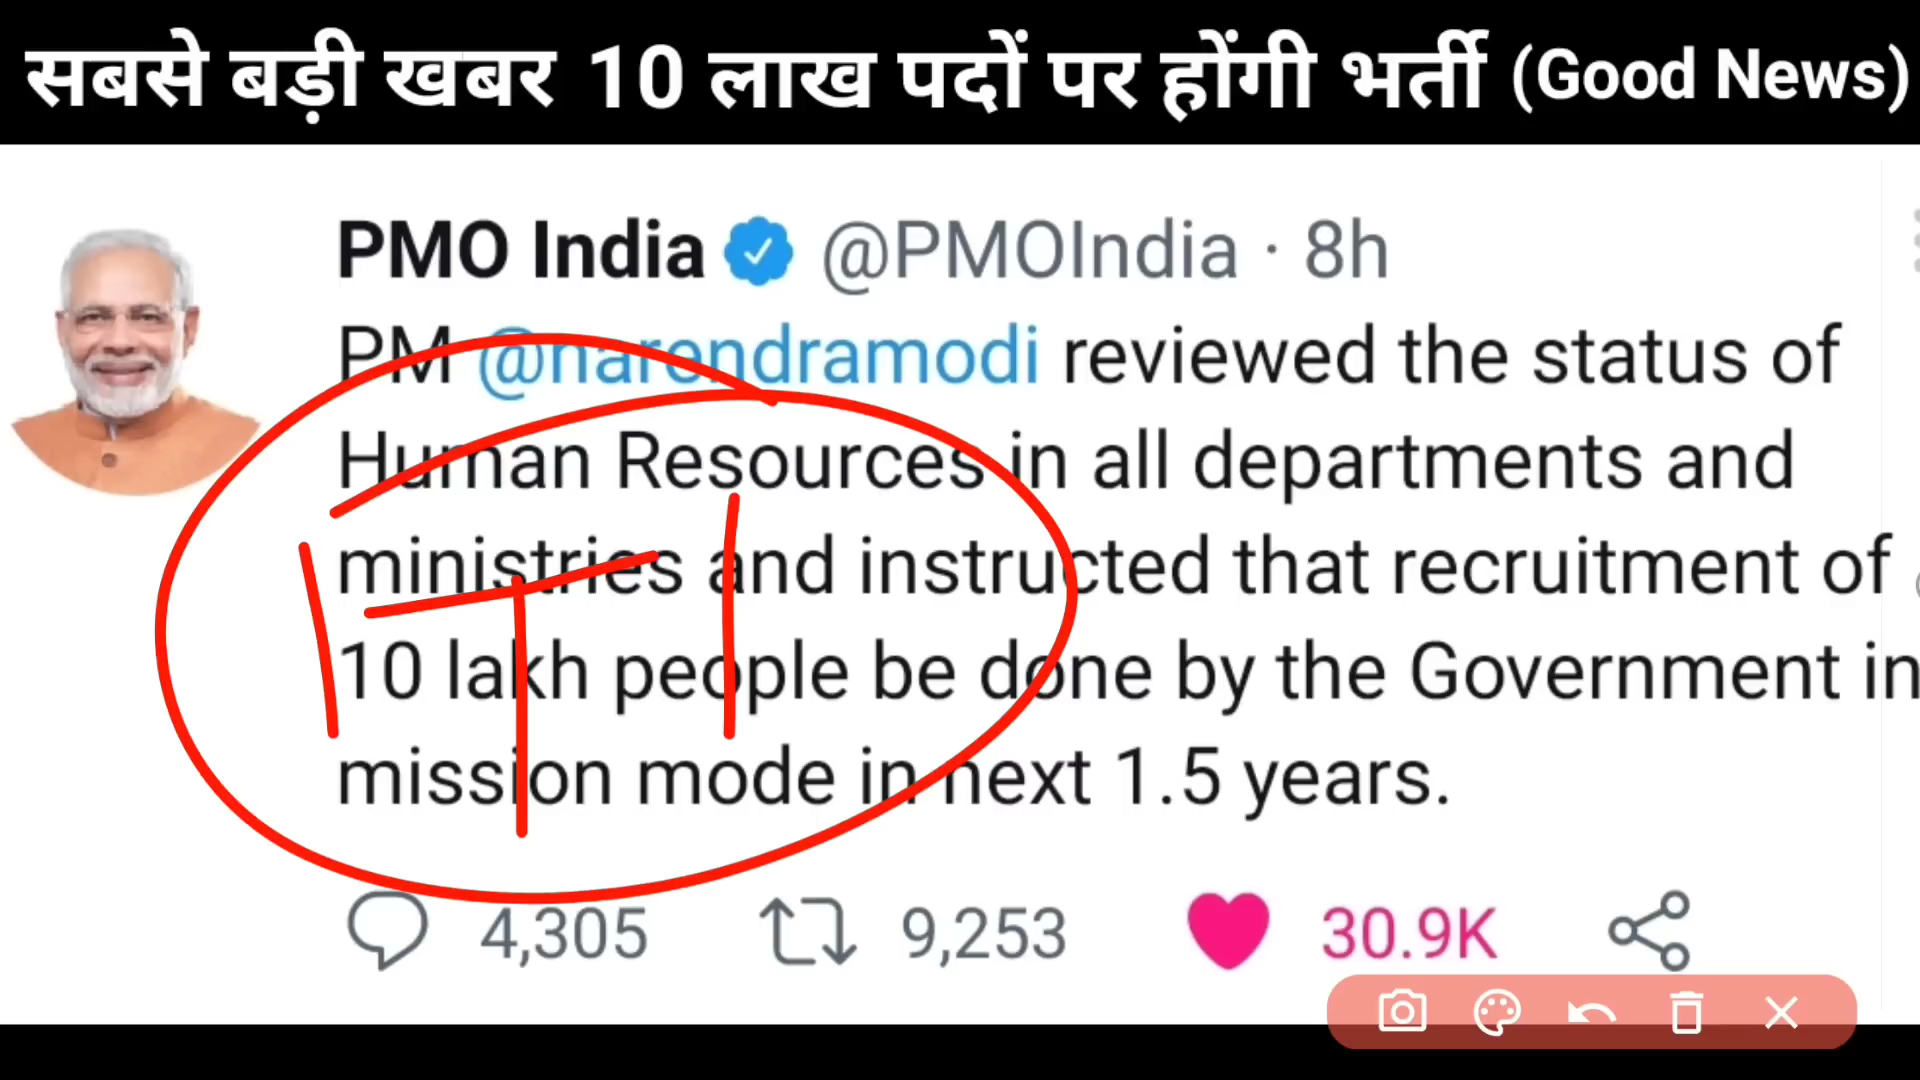 सबसे बड़ी खबर 10 लाख पदों पर होंगी भर्ती (Good News)
PMO India @PMOIndia · 8h
PM @narendramodi reviewed the status of
Human Resources in all departments and
ministries and instructed that recruitment of
10 lakh people be done by the Government in
mission mode in next 1.5 years.
ITI
4,305 9,253 30.9K